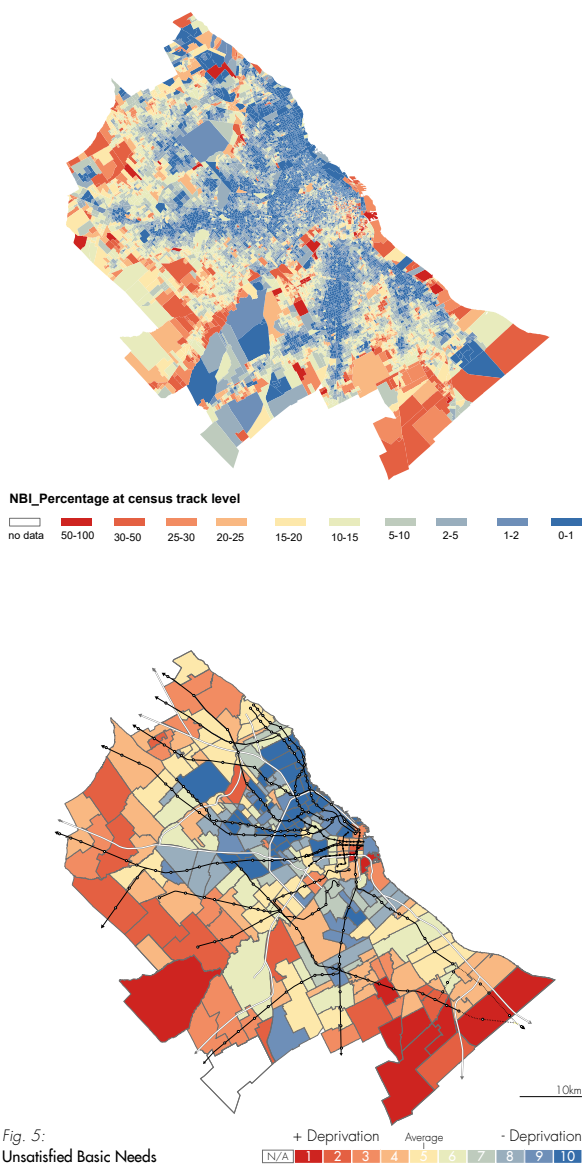 NBI_Percentage at census track level
no data 50-100 30-50 25-30 20-25 15-20 10-15 5-10 2-5 1-2 0-1
10km
Fig. 5:
Unsatisfied Basic Needs
+ Deprivation Average - Deprivation
N/A 1 2 3 4 5 6 7 8 9 10